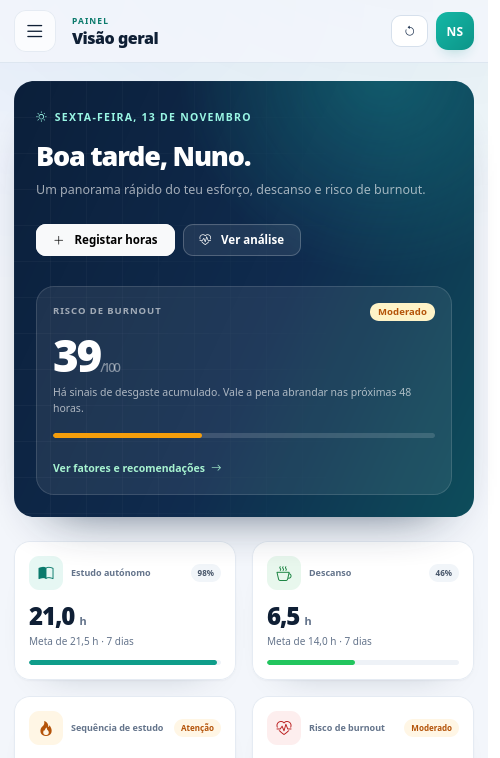 PAINEL
Visão geral
NS
SEXTA-FEIRA, 13 DE NOVEMBRO
Boa tarde, Nuno.
Um panorama rápido do teu esforço, descanso e risco de burnout.
Registar horas
Ver análise
RISCO DE BURNOUT
Moderado
39/100
Há sinais de desgaste acumulado. Vale a pena abrandar nas próximas 48
horas.
Ver fatores e recomendações →
Estudo autónomo
98%
21,0 h
Meta de 21,5 h · 7 dias
Descanso
46%
6,5 h
Meta de 14,0 h · 7 dias
Sequência de estudo
Atenção
Risco de burnout
Moderado